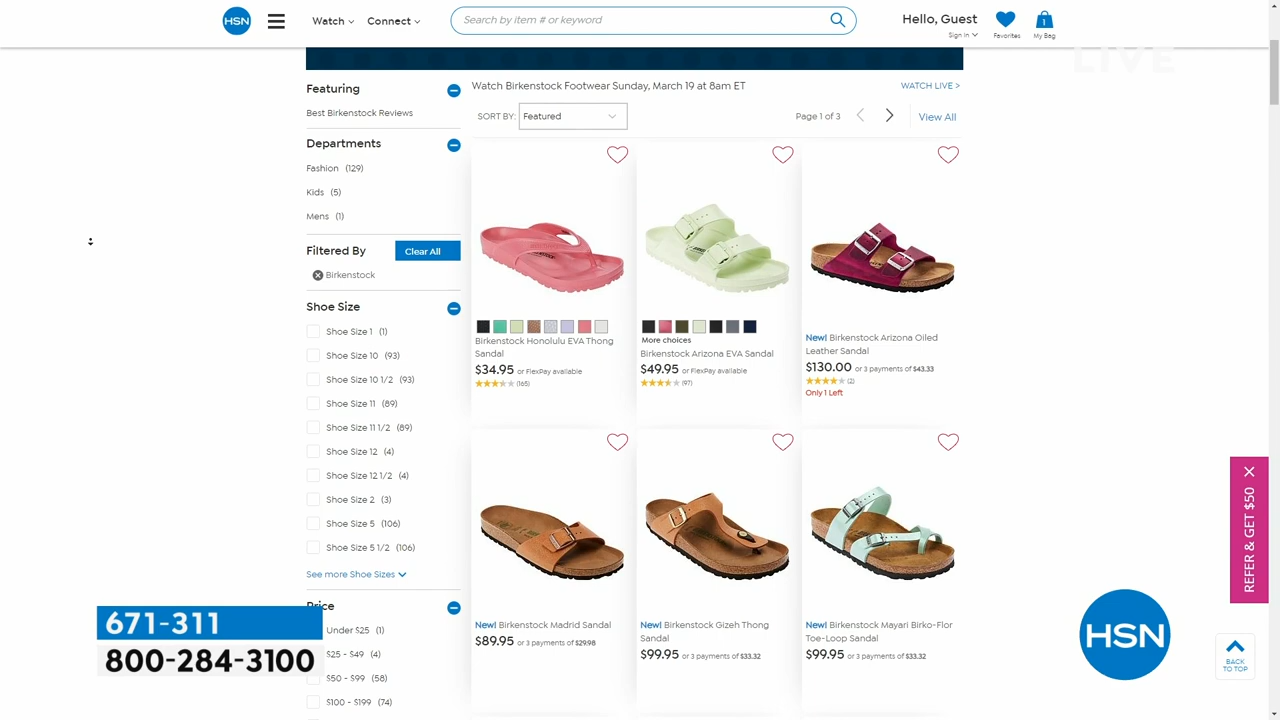 HSN
Watch
Connect
Search by item # or keyword
Hello, Guest
Sign In
Favorites
1
My Bag
LIVE
Featuring
Best Birkenstock Reviews
Departments
Fashion (129)
Kids (5)
Mens (1)
Filtered By
Clear All
Birkenstock
Shoe Size
Shoe Size 1 (1)
Shoe Size 10 (93)
Shoe Size 10 1/2 (93)
Shoe Size 11 (89)
Shoe Size 11 1/2 (89)
Shoe Size 12 (4)
Shoe Size 12 1/2 (4)
Shoe Size 2 (3)
Shoe Size 5 (106)
Shoe Size 5 1/2 (106)
See more Shoe Sizes
Price
Under $25 (1)
$25 - $49 (4)
$50 - $99 (58)
$100 - $199 (74)
Watch Birkenstock Footwear Sunday, March 19 at 8am ET
WATCH LIVE >
SORT BY: Featured
Page 1 of 3
View All
Birkenstock Honolulu EVA Thong
Sandal
$34.95 or FlexPay available
(165)
More choices
Birkenstock Arizona EVA Sandal
$49.95 or FlexPay available
(97)
New! Birkenstock Arizona Oiled
Leather Sandal
$130.00 or 3 payments of $43.33
(2)
Only 1 Left
New! Birkenstock Madrid Sandal
$89.95 or 3 payments of $29.98
New! Birkenstock Gizeh Thong
Sandal
$99.95 or 3 payments of $33.32
New! Birkenstock Mayari Birko-Flor
Toe-Loop Sandal
$99.95 or 3 payments of $33.32
REFER & GET $50
671-311
800-284-3100
HSN
BACK
TO TOP